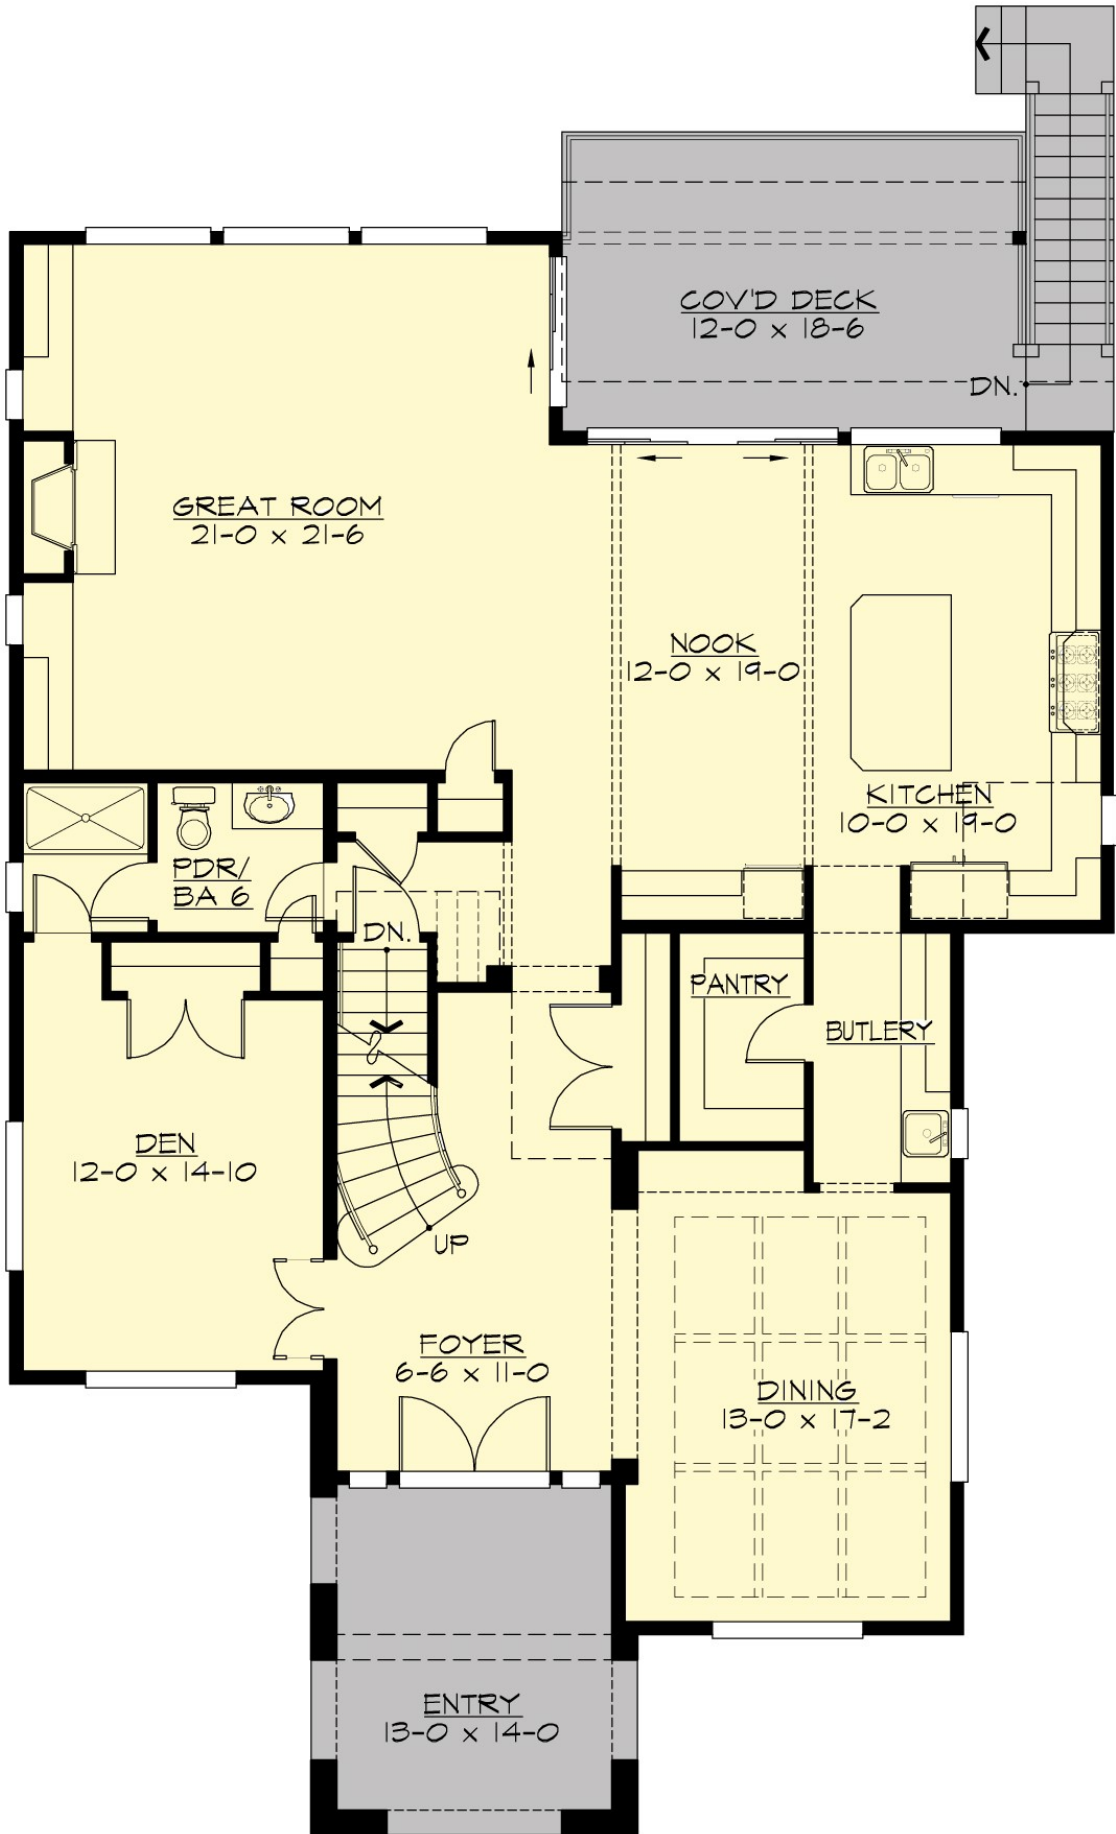 COV'D DECK
12-0 x 18-6
DN.
GREAT ROOM
21-0 x 21-6
NOOK
12-0 x 19-0
KITCHEN
10-0 x 19-0
PDR/
BA 6
DN.
PANTRY
BUTLERY
DEN
12-0 x 14-10
UP
FOYER
6-6 x 11-0
DINING
13-0 x 17-2
ENTRY
13-0 x 14-0